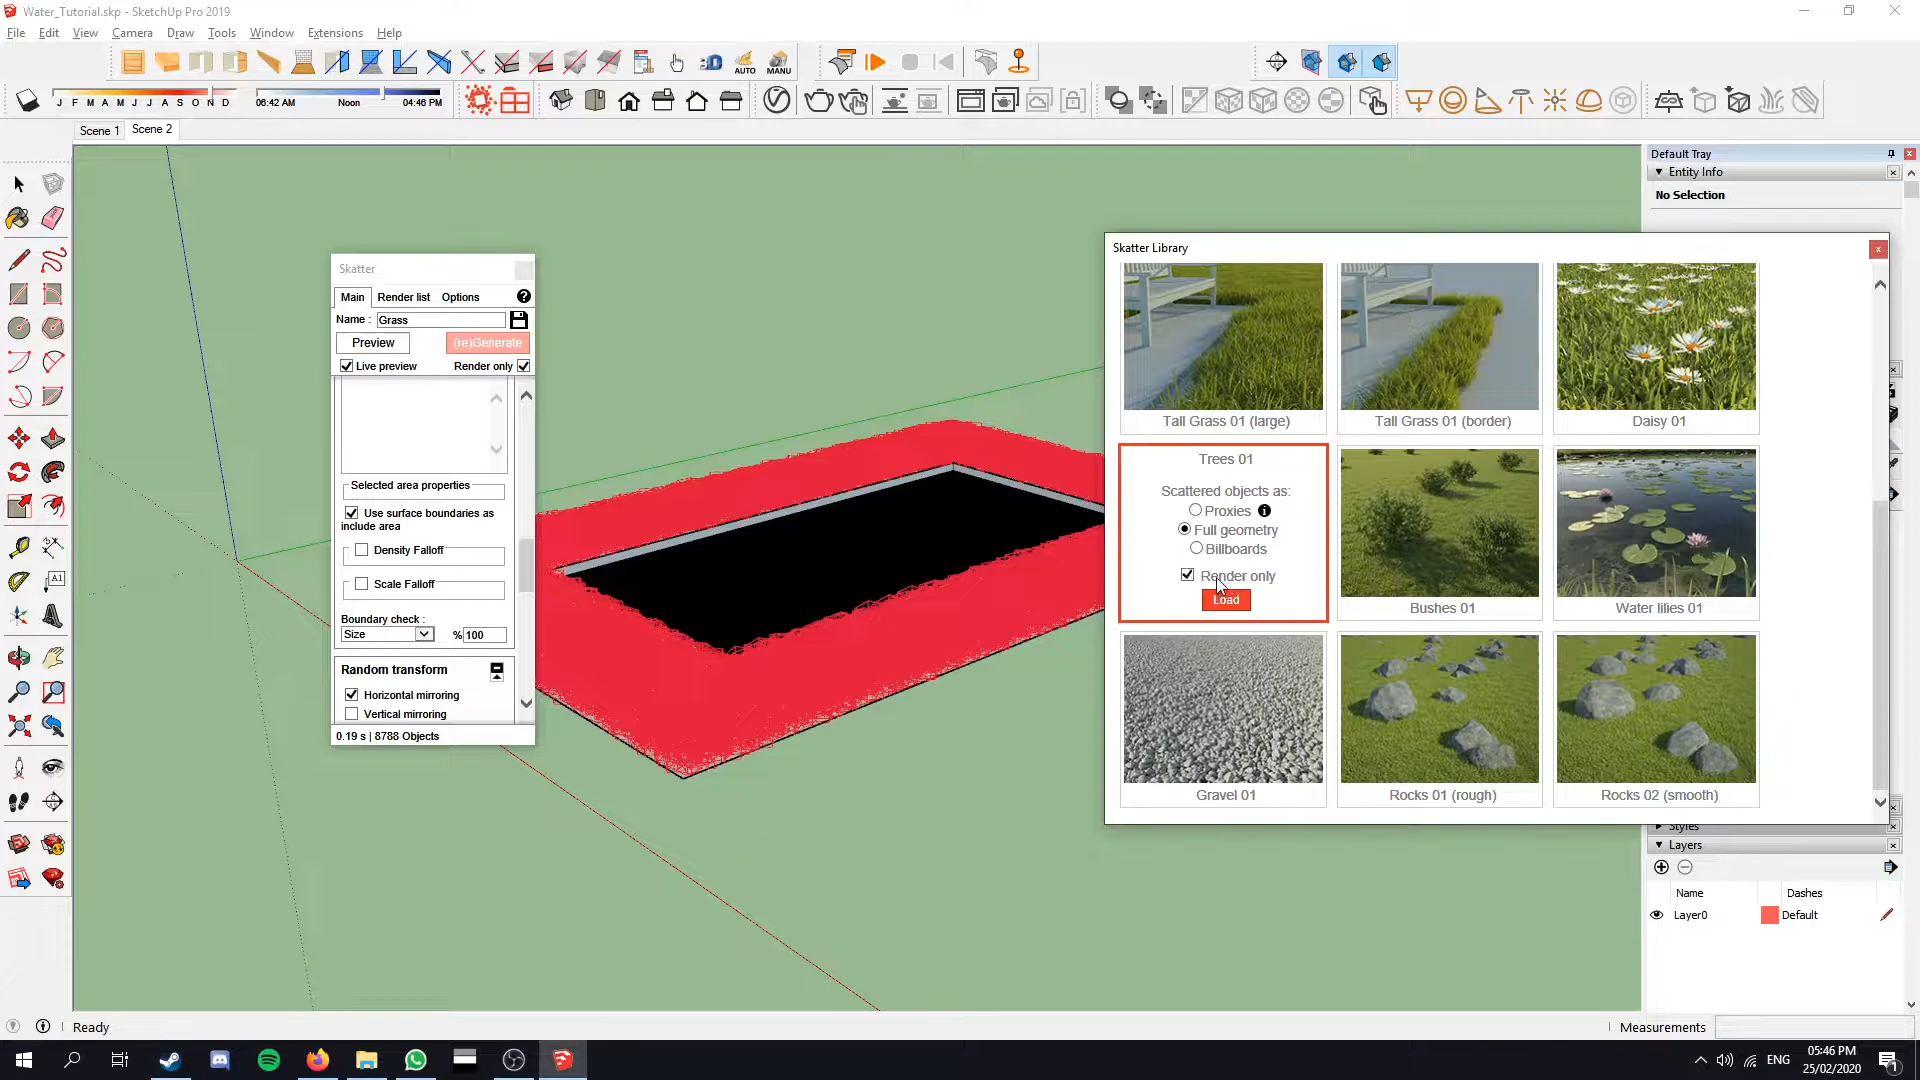 Water_Tutorial.skp - SketchUp Pro 2019
File Edit View Camera Draw Tools Window Extensions Help
AUTO MANU
J F M A M J J A S O N D 06:42 AM Noon 04:46 PM
Scene 1 Scene 2
Default Tray
Entity Info
No Selection
Skatter
Main Render list Options
Name : Grass
Preview (re)Generate
Live preview Render only
Selected area properties
Use surface boundaries as
include area
Density Falloff
Scale Falloff
Boundary check :
Size % 100
Random transform
Horizontal mirroring
Vertical mirroring
0.19 s | 8788 Objects
Skatter Library
Tall Grass 01 (large) Tall Grass 01 (border) Daisy 01
Trees 01
Scattered objects as:
Proxies
Full geometry
Billboards
Render only
Load
Bushes 01 Water lilies 01
Gravel 01 Rocks 01 (rough) Rocks 02 (smooth)
Styles
Layers
Name Dashes
Layer0 Default
A1
Ready Measurements
ENG
05:46 PM
25/02/2020
1